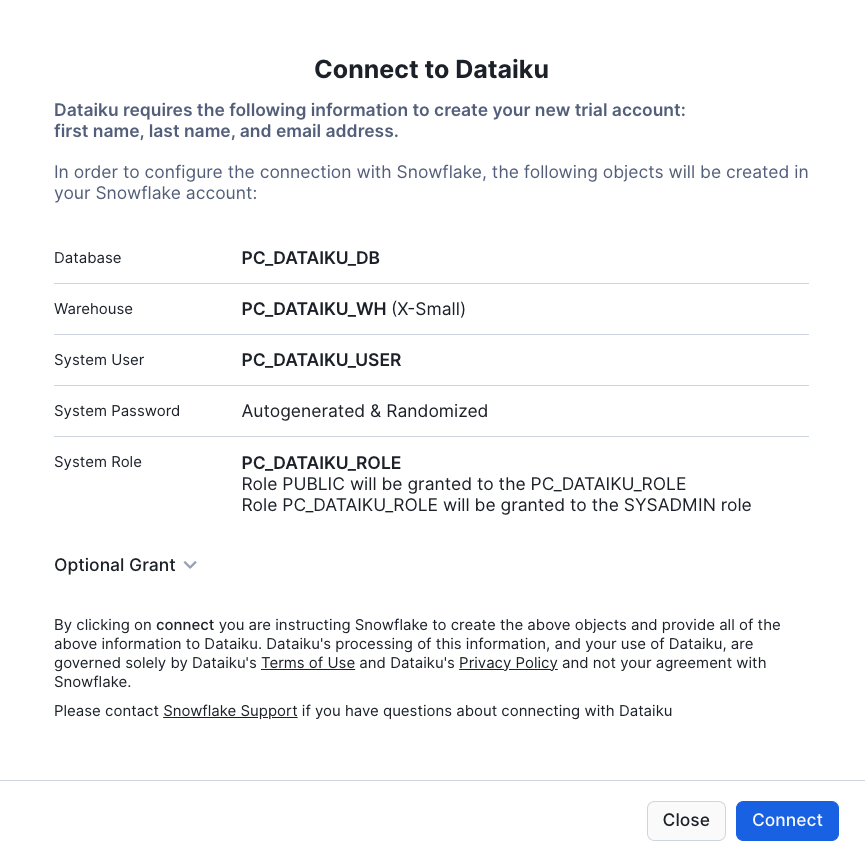 Connect to Dataiku
Dataiku requires the following information to create your new trial account:
first name, last name, and email address.
In order to configure the connection with Snowflake, the following objects will be created in
your Snowflake account:
Database PC_DATAIKU_DB
Warehouse PC_DATAIKU_WH (X-Small)
System User PC_DATAIKU_USER
System Password Autogenerated & Randomized
System Role PC_DATAIKU_ROLE
Role PUBLIC will be granted to the PC_DATAIKU_ROLE
Role PC_DATAIKU_ROLE will be granted to the SYSADMIN role
Optional Grant
By clicking on connect you are instructing Snowflake to create the above objects and provide all of the
above information to Dataiku. Dataiku's processing of this information, and your use of Dataiku, are
governed solely by Dataiku's Terms of Use and Dataiku's Privacy Policy and not your agreement with
Snowflake.
Please contact Snowflake Support if you have questions about connecting with Dataiku
Close Connect